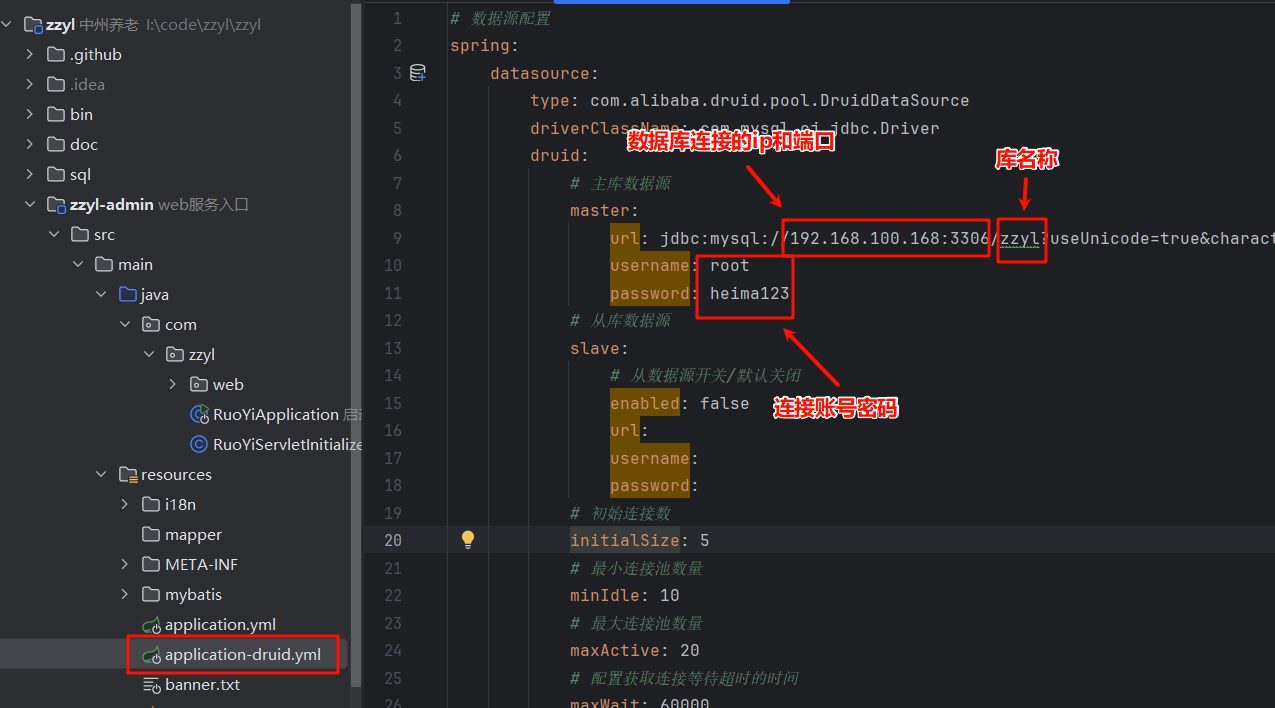 zzyl 中州养老 I:\code\zzyl\zzyl
.github
.idea
bin
doc
sql
zzyl-admin web服务入口
src
main
java
com
zzyl
web
RuoYiApplication 启动
RuoYiServletInitialize
resources
i18n
mapper
META-INF
mybatis
application.yml
application-druid.yml
banner.txt
1 # 数据源配置
2 spring:
3 datasource:
4 type: com.alibaba.druid.pool.DruidDataSource
5 driverClassName: com.mysql.cj.jdbc.Driver
数据库连接的ip和端口
库名称
6 druid:
7 # 主库数据源
8 master:
9 url: jdbc:mysql://192.168.100.168:3306/zzyl?useUnicode=true&charact
10 username: root
11 password: heima123
12 # 从库数据源
13 slave:
14 # 从数据源开关/默认关闭
15 enabled: false
连接账号密码
16 url:
17 username:
18 password:
19 # 初始连接数
20 initialSize: 5
21 # 最小连接池数量
22 minIdle: 10
23 # 最大连接池数量
24 maxActive: 20
25 # 配置获取连接等待超时的时间
26 maxWait: 60000